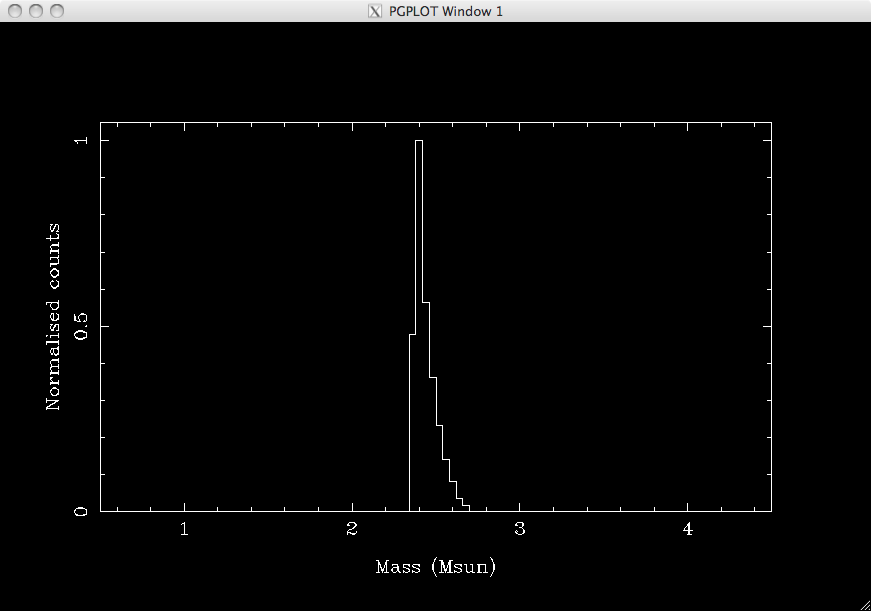 PGPLOT Window 1
Normalised counts
1
0.5
0
1 2 3 4
Mass (Msun)